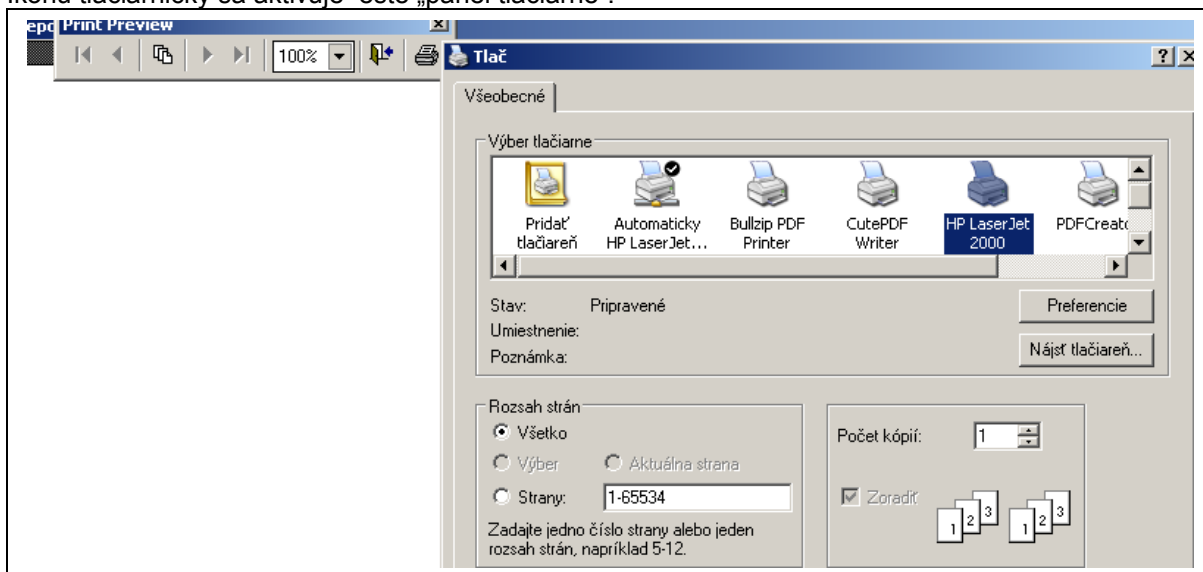 Print Preview
100%
Tlač
Všeobecné
Výber tlačiarne
Pridať
tlačiareň
Automaticky
HP LaserJet...
Bullzip PDF
Printer
CutePDF
Writer
HP LaserJet
2000
PDFCreato
Stav: Pripravené
Preferencie
Umiestnenie:
Poznámka:
Nájsť tlačiareň...
Rozsah strán
Všetko
Výber
Aktuálna strana
Strany: 1-65534
Zadajte jedno číslo strany alebo jeden
rozsah strán, napríklad 5-12.
Počet kópií: 1
Zoradiť
1 2 3 1 2 3